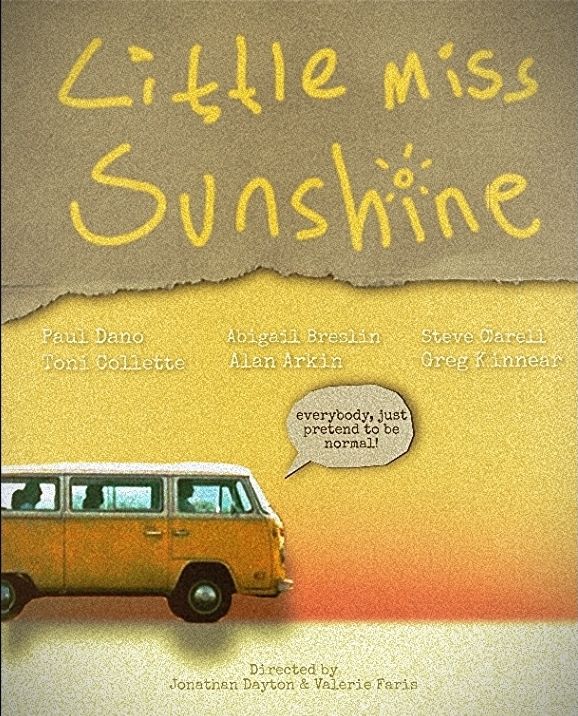 Little Miss
Sunshine
Paul Dano Abigail Breslin Steve Carell
Toni Collette Alan Arkin Greg Kinnear
everybody, just
pretend to be
normal!
Directed by
Jonathan Dayton & Valerie Faris